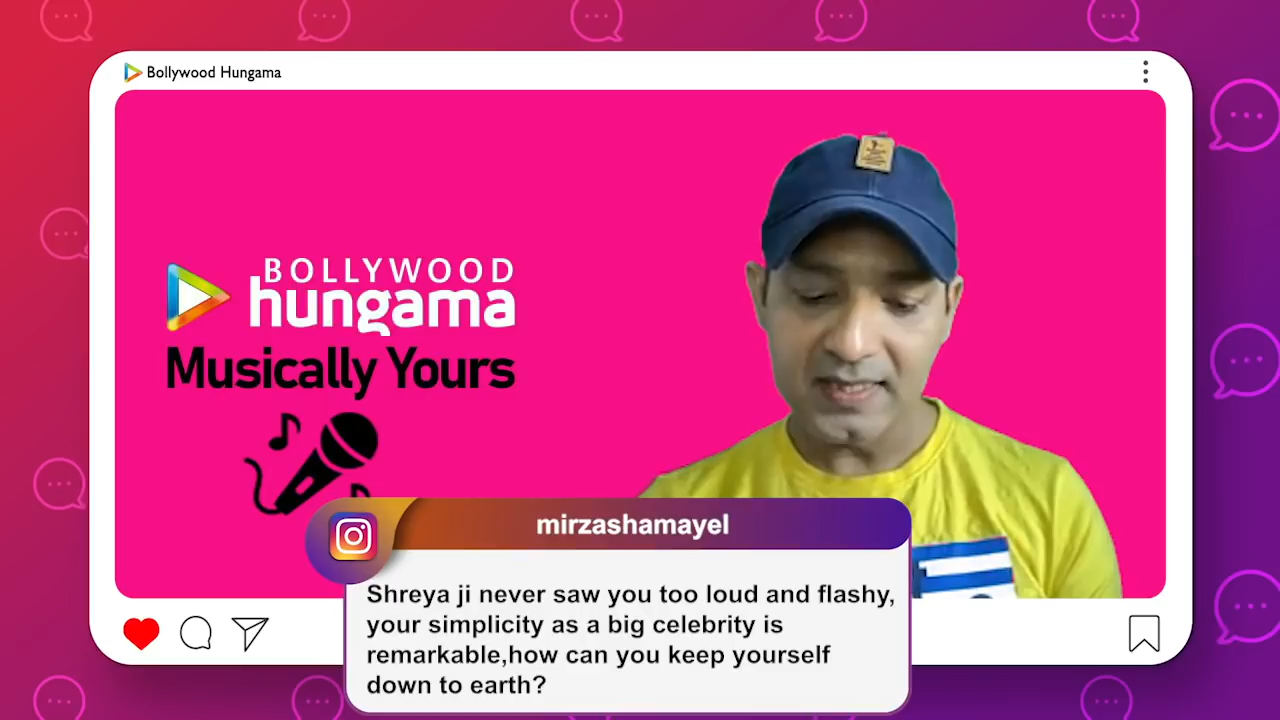 Bollywood Hungama
BOLLYWOOD
hungama
Musically Yours
mirzashamayel
Shreya ji never saw you too loud and flashy,
your simplicity as a big celebrity is
remarkable,how can you keep yourself
down to earth?